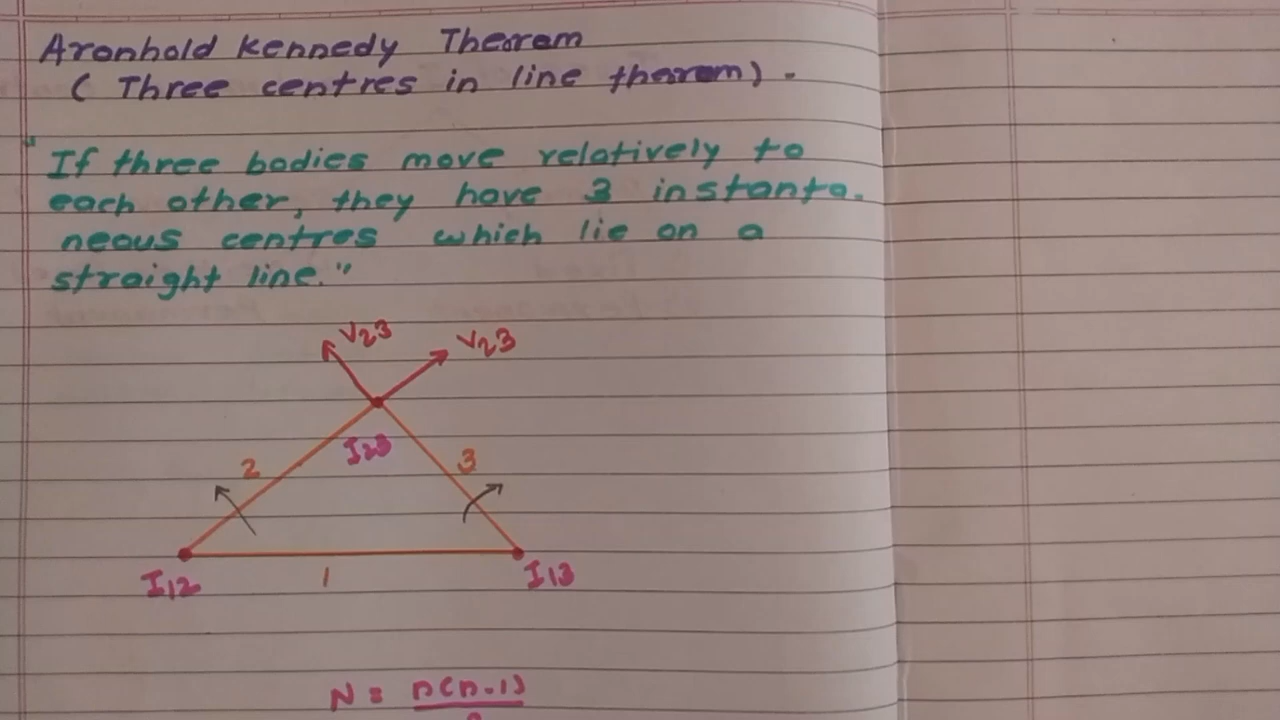 Aronhold Kennedy Theorem
( Three centres in line therom) .
"If three bodies move relatively to
each other, they have 3 instanta-
neous centres which lie on a
straight line."
V23 V23
I23
2 3
I12 1 I13
N = n(n-1)